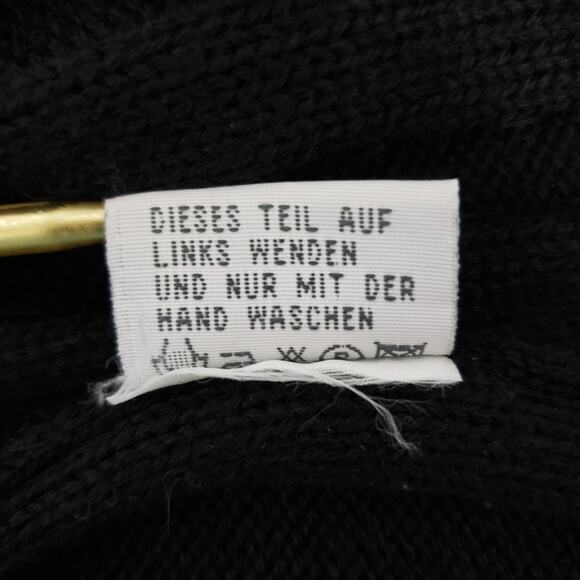 DIESES TEIL AUF
LINKS WENDEN
UND NUR MIT DER
HAND WASCHEN